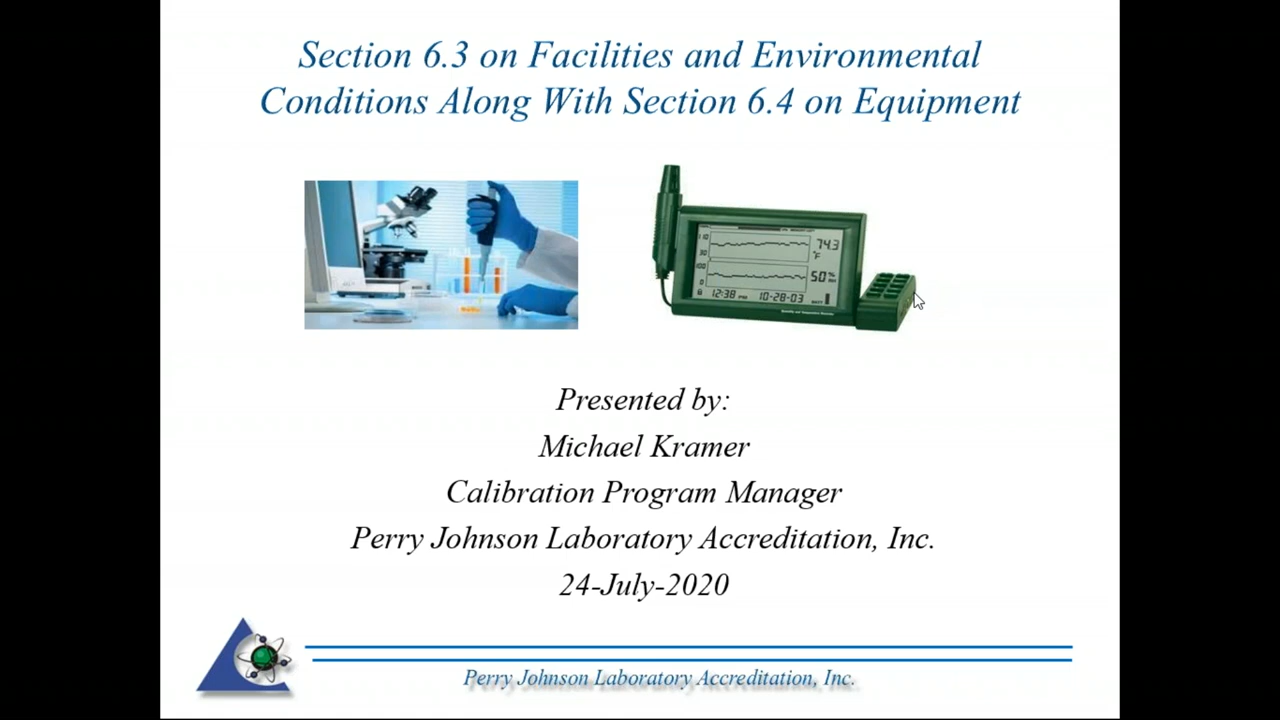 Section 6.3 on Facilities and Environmental
Conditions Along With Section 6.4 on Equipment
74.3
°F
50%
12:38 PM 10-28-03
Presented by:
Michael Kramer
Calibration Program Manager
Perry Johnson Laboratory Accreditation, Inc.
24-July-2020
Perry Johnson Laboratory Accreditation, Inc.